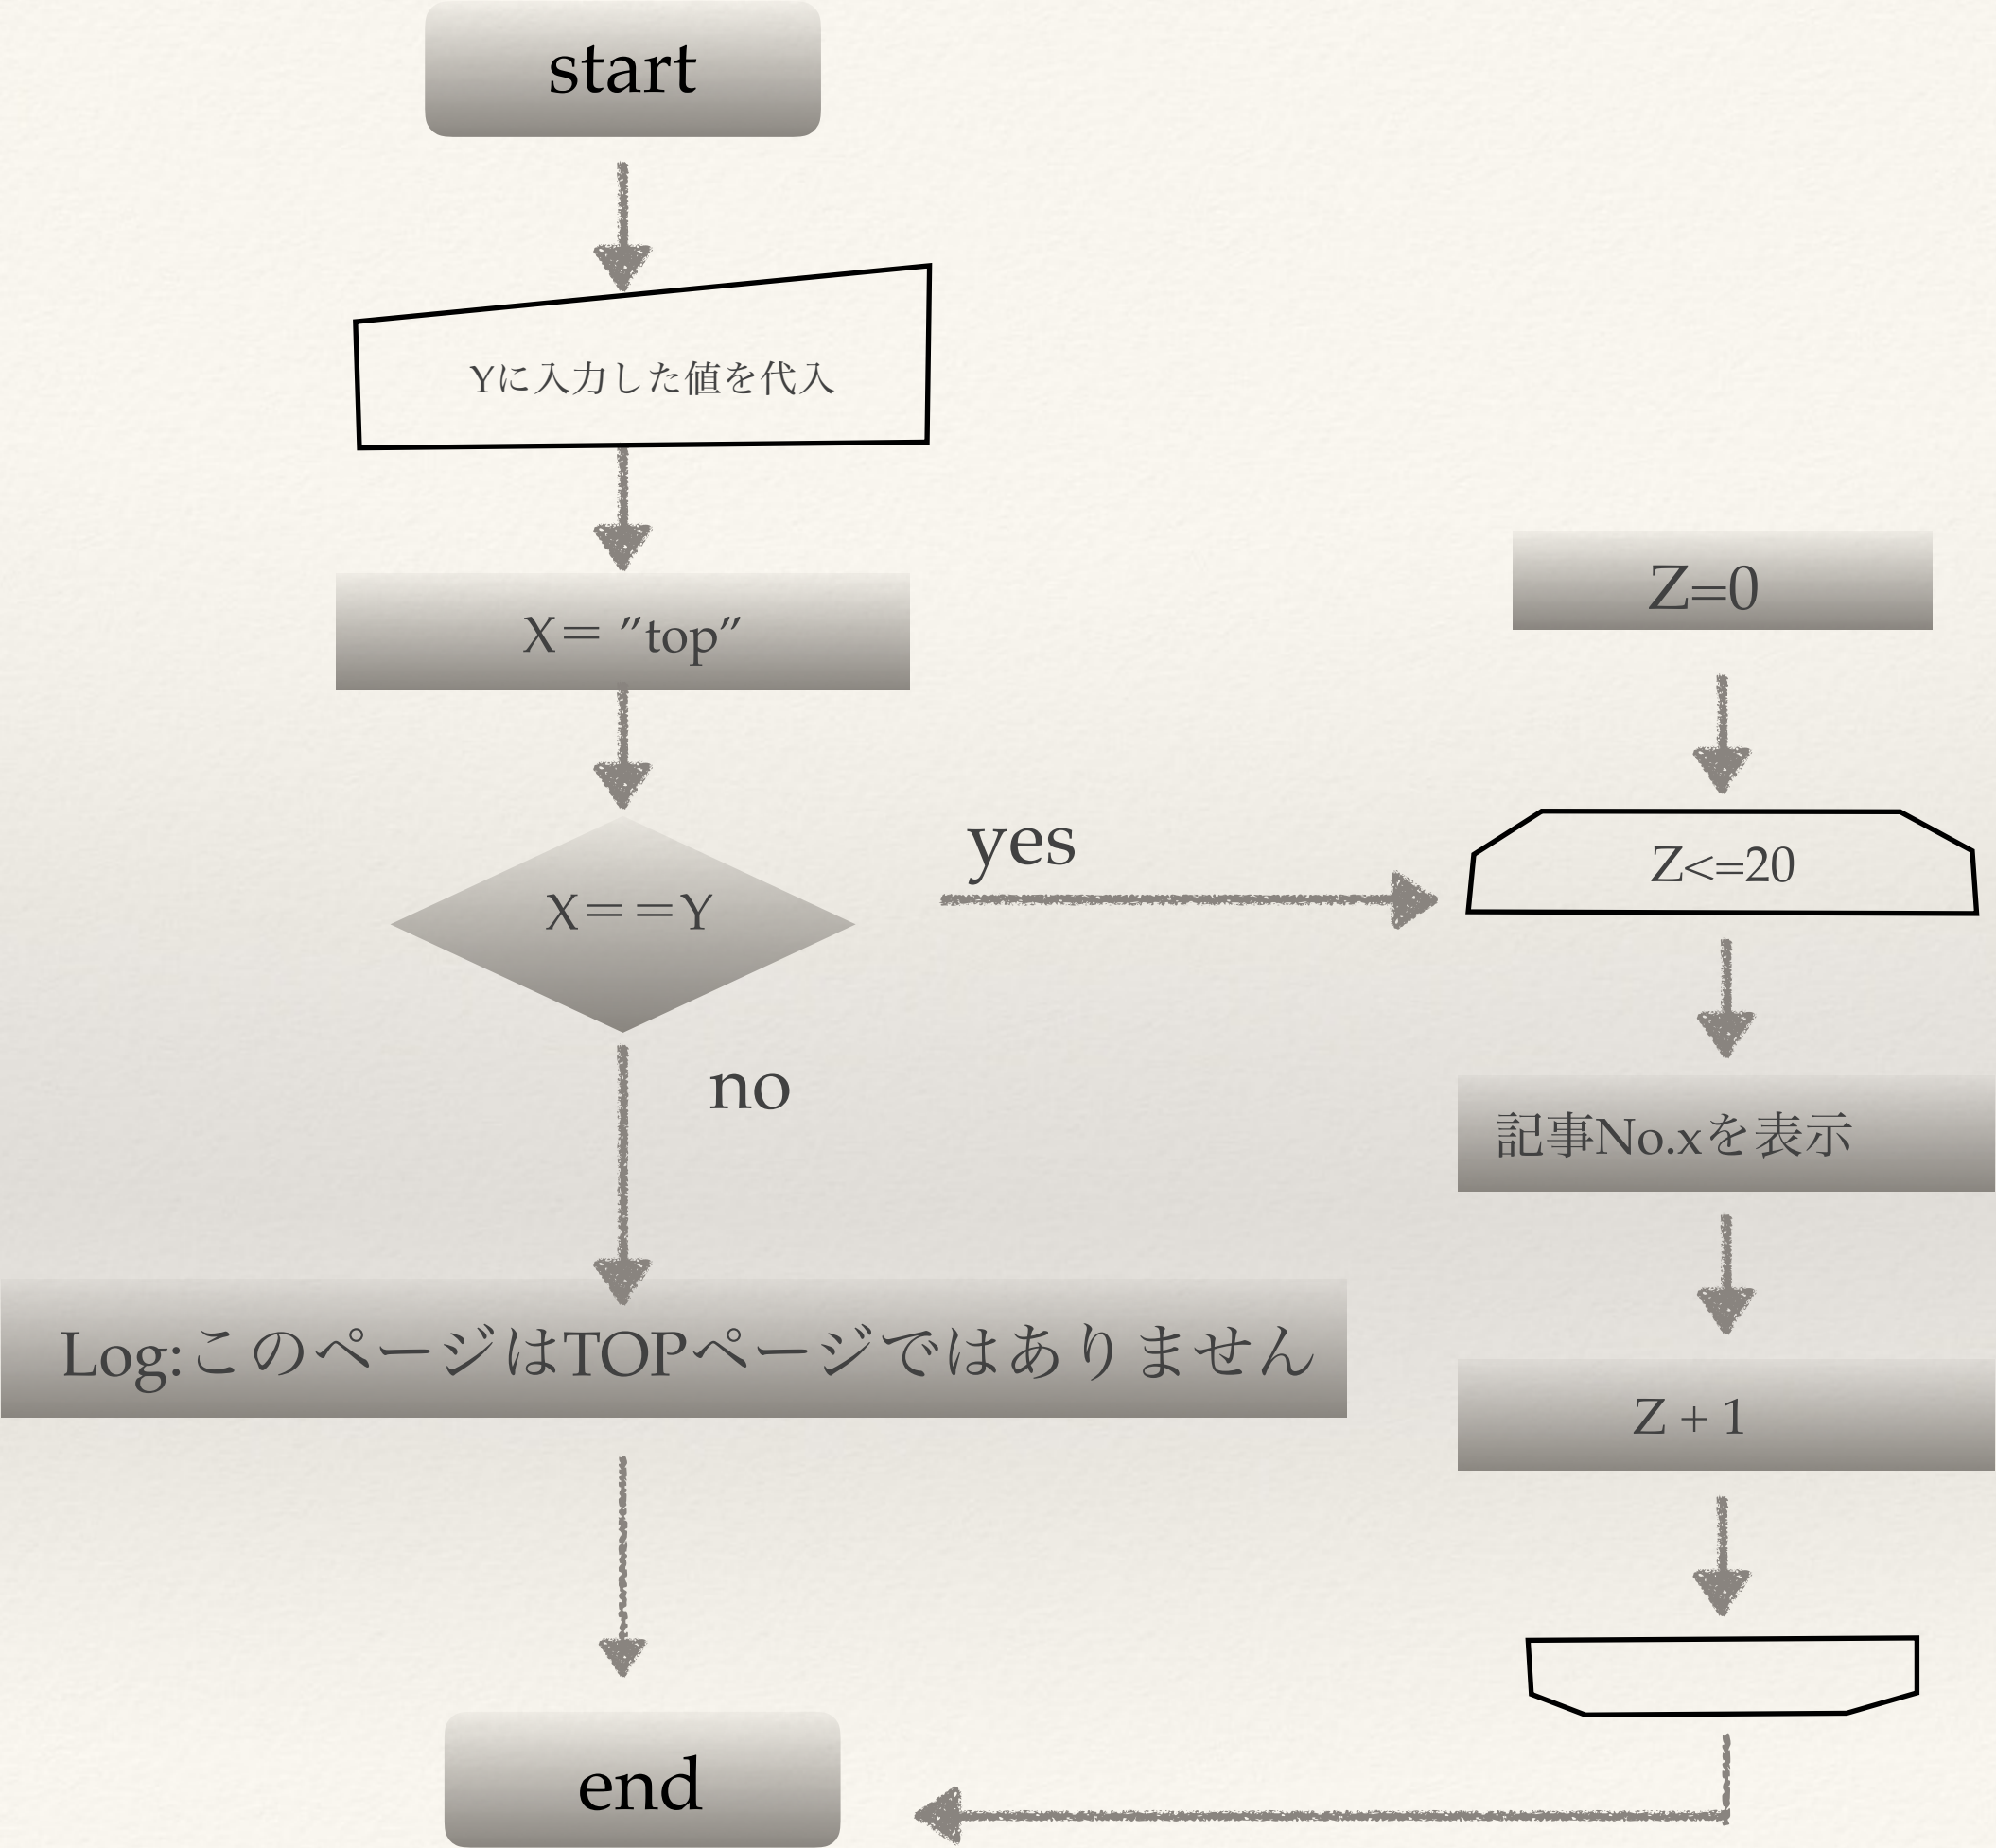 start
Yに入力した値を代入
X＝ ″top″
X＝＝Y
yes
no
Log:このページはTOPページではありません
end
Z=0
Z<=20
記事No.xを表示
Z + 1